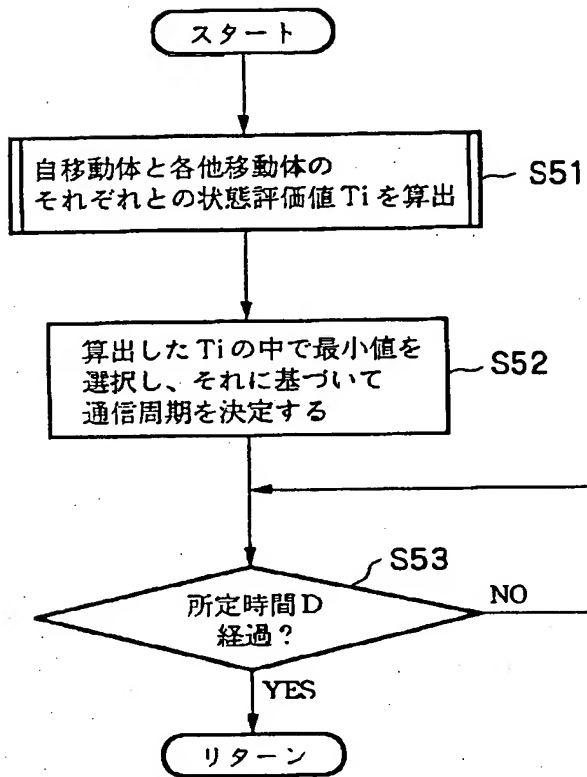 スタート
自移動体と各他移動体の
それぞれとの状態評価値Tiを算出
S51
算出したTiの中で最小値を
選択し、それに基づいて
通信周期を決定する
S52
S53
所定時間D
経過?
NO
YES
リターン